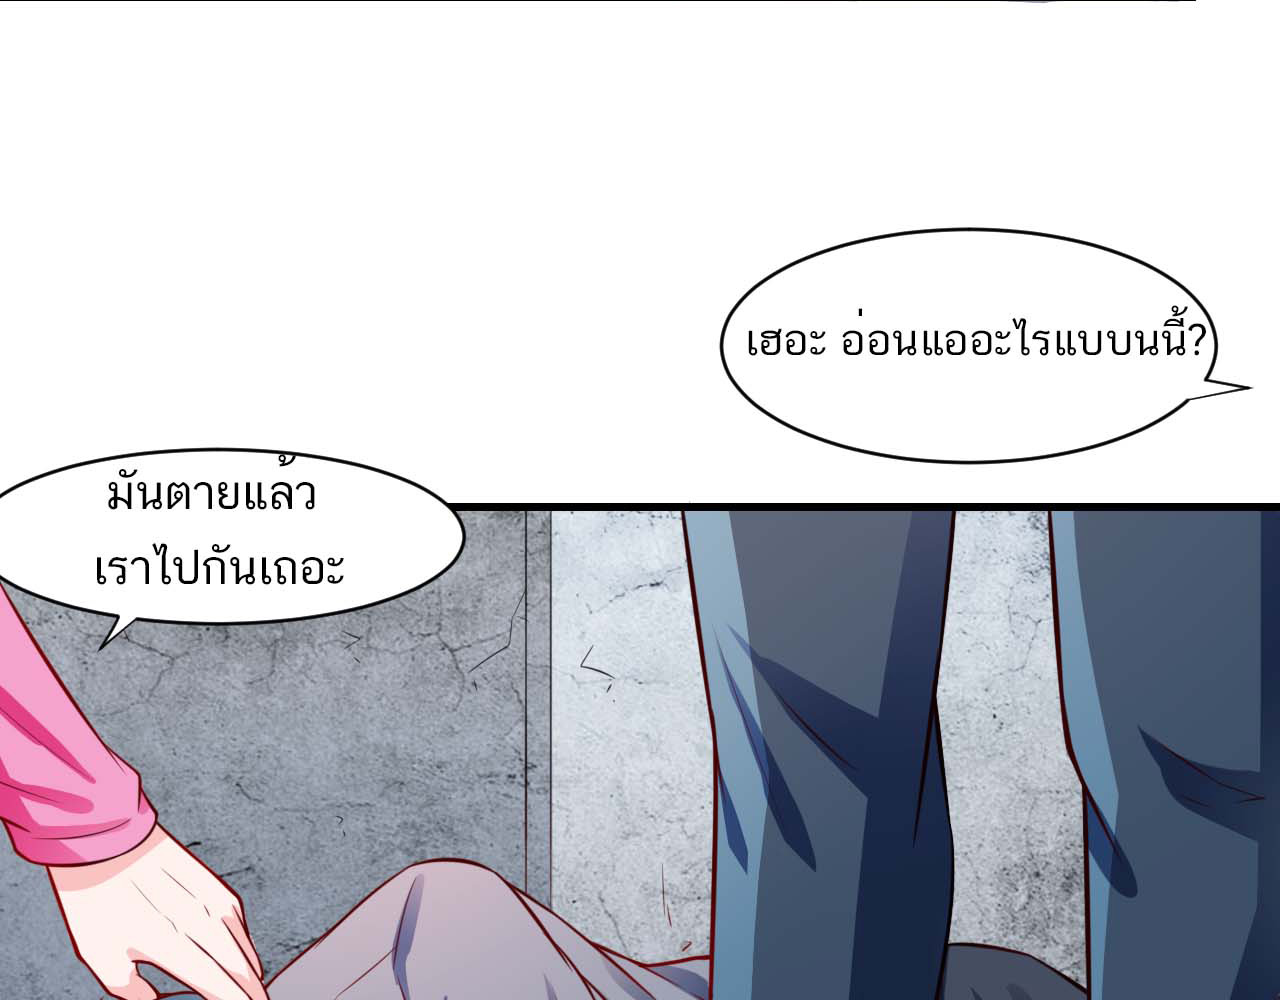 เฮอะ อ่อนแออะไรแบบนนี้?
มันตายแล้ว
เราไปกันเถอะ